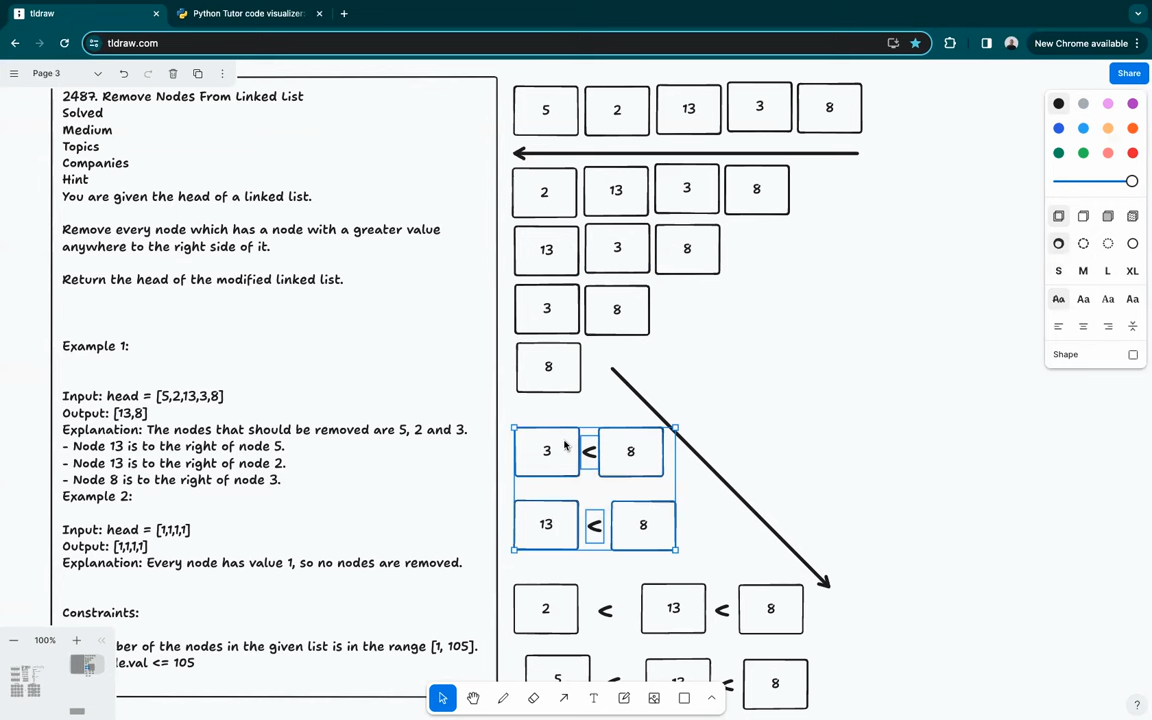 tldraw
Python Tutor code visualizer:
tldraw.com
New Chrome available
Page 3
Share
2487. Remove Nodes From Linked List
Solved
Medium
Topics
Companies
Hint
You are given the head of a linked list.
Remove every node which has a node with a greater value
anywhere to the right side of it.
Return the head of the modified linked list.
Example 1:
Input: head = [5,2,13,3,8]
Output: [13,8]
Explanation: The nodes that should be removed are 5, 2 and 3.
- Node 13 is to the right of node 5.
- Node 13 is to the right of node 2.
- Node 8 is to the right of node 3.
Example 2:
Input: head = [1,1,1,1]
Output: [1,1,1,1]
Explanation: Every node has value 1, so no nodes are removed.
Constraints:
ber of the nodes in the given list is in the range [1, 105].
le.val <= 105
100%
5 2 13 3 8
2 13 3 8
13 3 8
3 8
8
3 < 8
13 < 8
2 < 13 < 8
5 < 13 < 8
S M L XL
Aa Aa Aa Aa
Shape
T
?